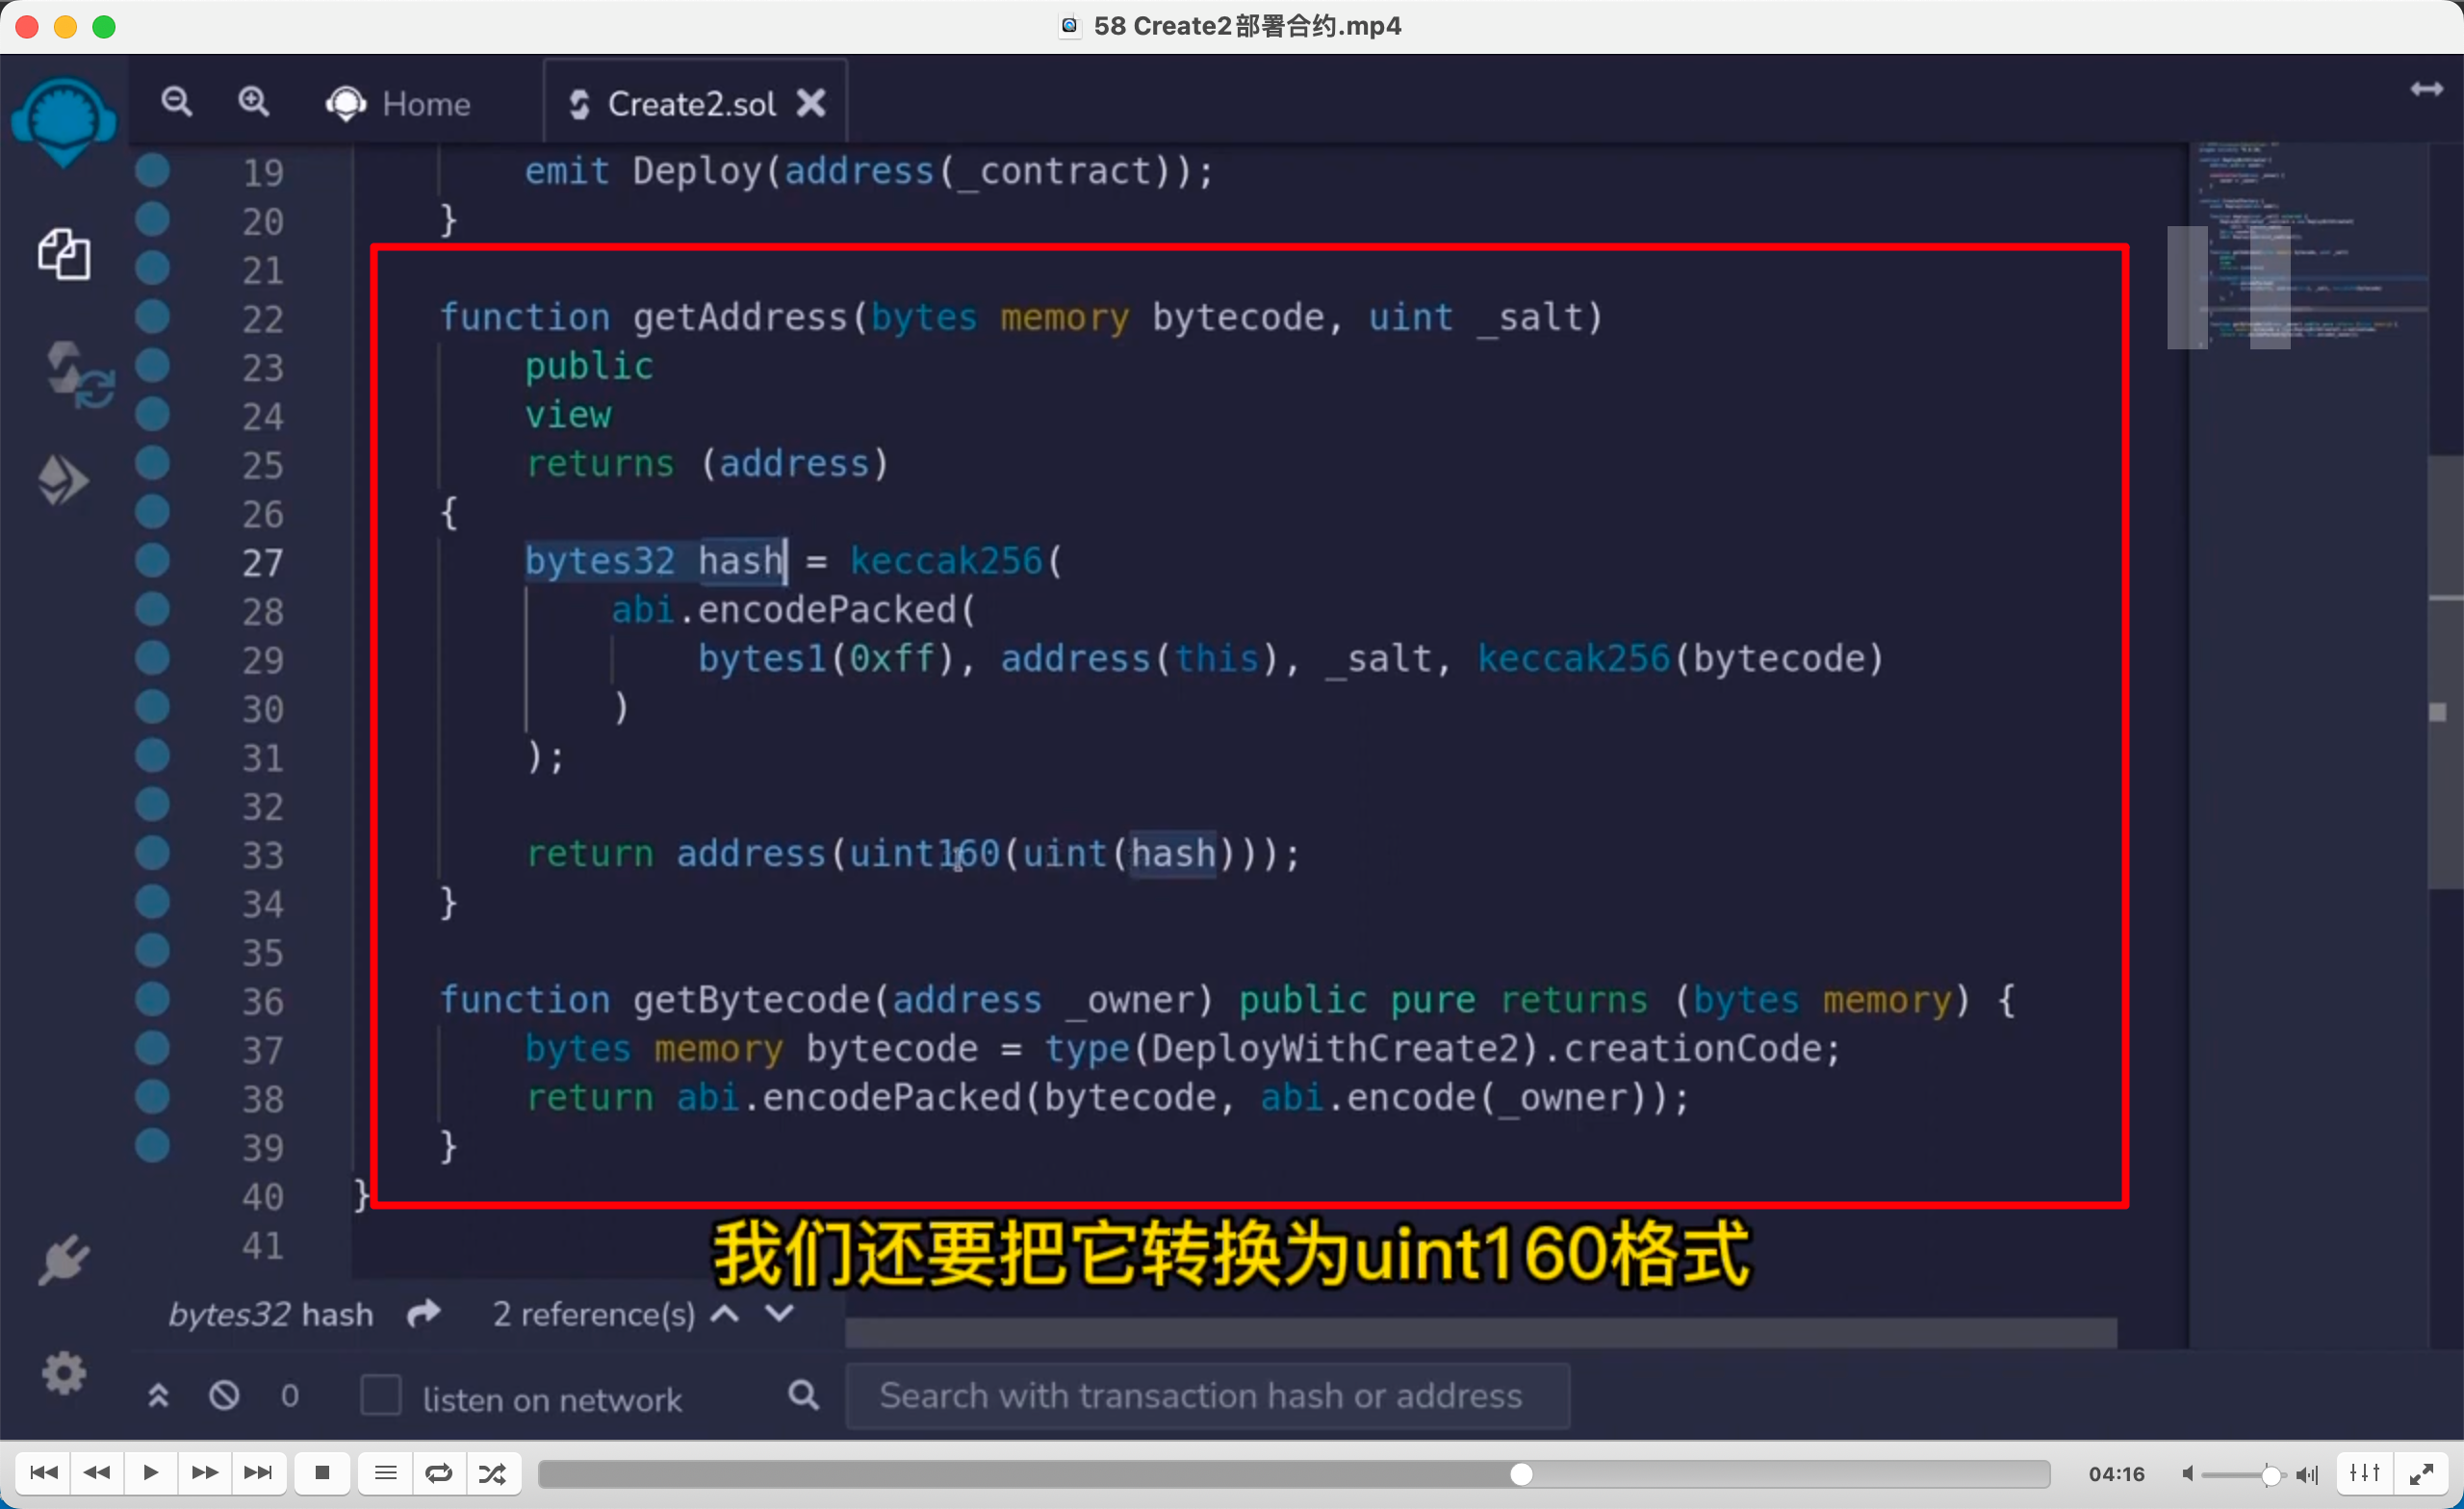 58 Create2部署合约.mp4
Home
Create2.sol
19 emit Deploy(address(_contract));
20 }
21
22 function getAddress(bytes memory bytecode, uint _salt)
23 public
24 view
25 returns (address)
26 {
27 bytes32 hash = keccak256(
28 abi.encodePacked(
29 bytes1(0xff), address(this), _salt, keccak256(bytecode)
30 )
31 );
32
33 return address(uint160(uint(hash)));
34 }
35
36 function getBytecode(address _owner) public pure returns (bytes memory) {
37 bytes memory bytecode = type(DeployWithCreate2).creationCode;
38 return abi.encodePacked(bytecode, abi.encode(_owner));
39 }
40 }
41
我们还要把它转换为uint160格式
bytes32 hash 2 reference(s)
0 listen on network Search with transaction hash or address
04:16